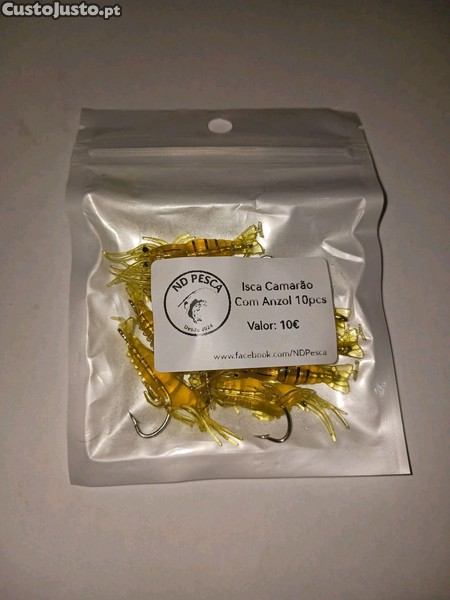 CustoJusto.pt
ND PESCA
Desde 2024
Isca Camarão
Com Anzol 10pcs
Valor: 10€
www.facebook.com/NDPesca